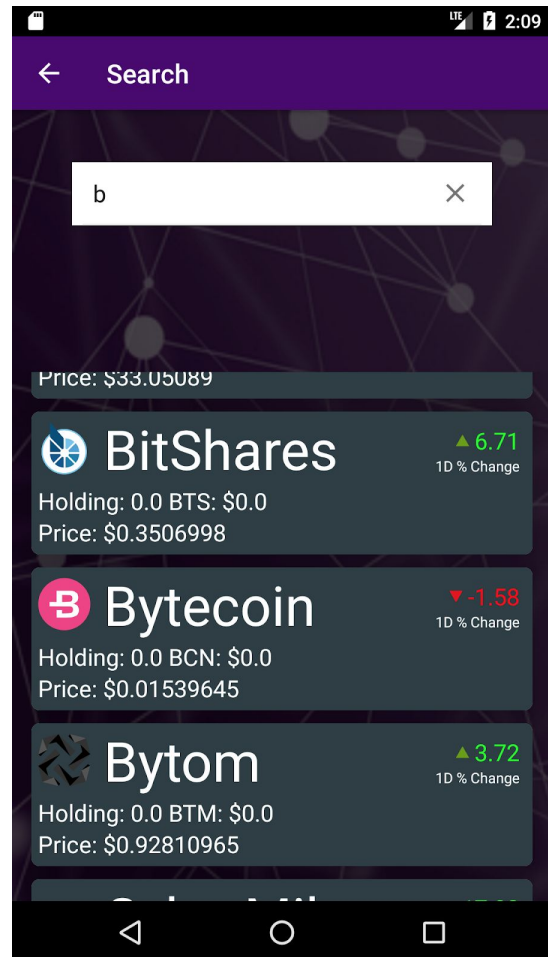 LTE 2:09
Search
b
Price: $33.05089
BitShares
6.71
1D % Change
Holding: 0.0 BTS: $0.0
Price: $0.3506998
Bytecoin
-1.58
1D % Change
Holding: 0.0 BCN: $0.0
Price: $0.01539645
Bytom
3.72
1D % Change
Holding: 0.0 BTM: $0.0
Price: $0.92810965